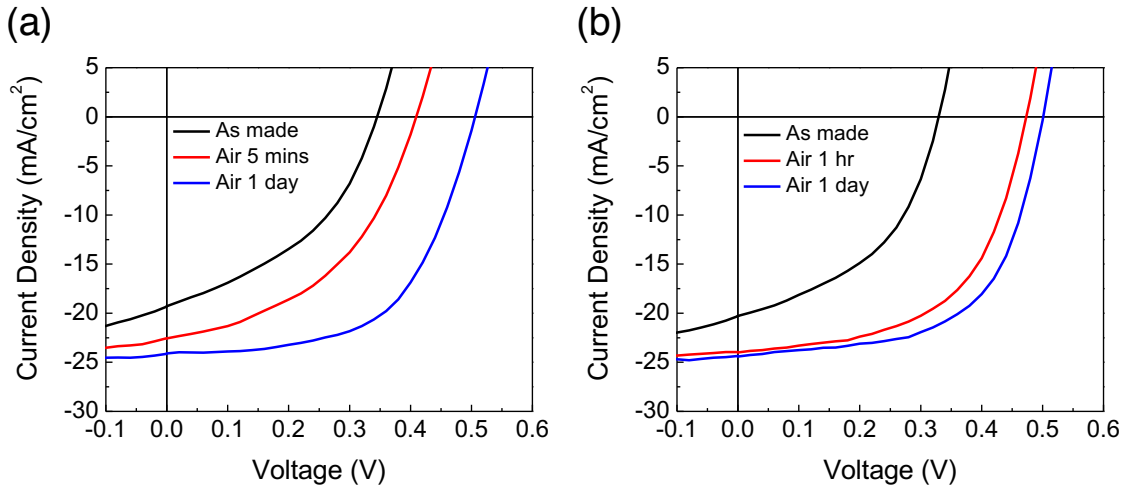 (a)
5
0
-5
-10
-15
-20
-25
-30
-0.1 0.0 0.1 0.2 0.3 0.4 0.5 0.6
Current Density (mA/cm²)
Voltage (V)
As made
Air 5 mins
Air 1 day
(b)
5
0
-5
-10
-15
-20
-25
-30
-0.1 0.0 0.1 0.2 0.3 0.4 0.5 0.6
Current Density (mA/cm²)
Voltage (V)
As made
Air 1 hr
Air 1 day